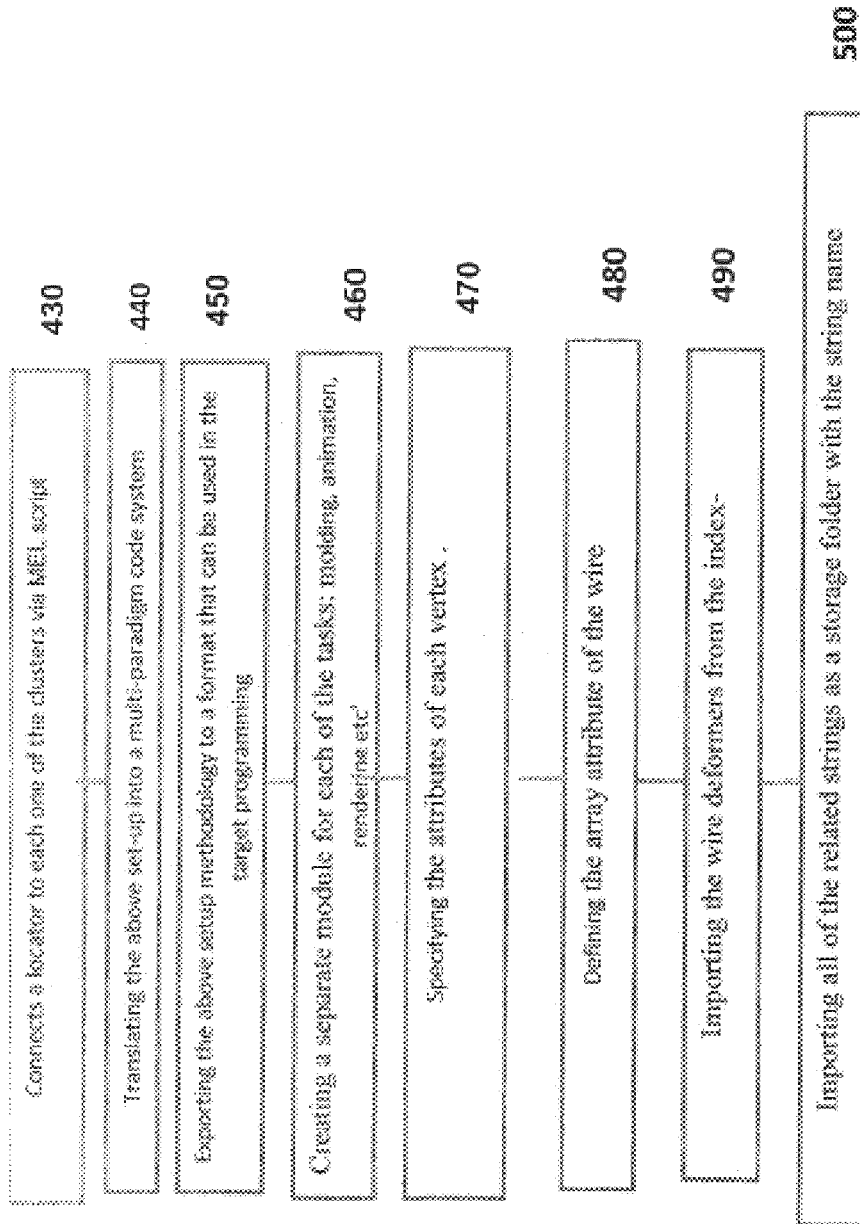 Connects a locator to each one of the clusters via MEL script
430
Translating the above set-up into a multi-paradigm code system
440
Exporting the above setup methodology to a format that can be used in the
target programming
450
Creating a separate module for each of the tasks; molding, animation,
rendering etc'
460
Specifying the attributes of each vertex .
470
Defining the array attribute of the wire
480
Importing the wire deformers from the index-
490
Importing all of the related strings as a storage folder with the string name
500